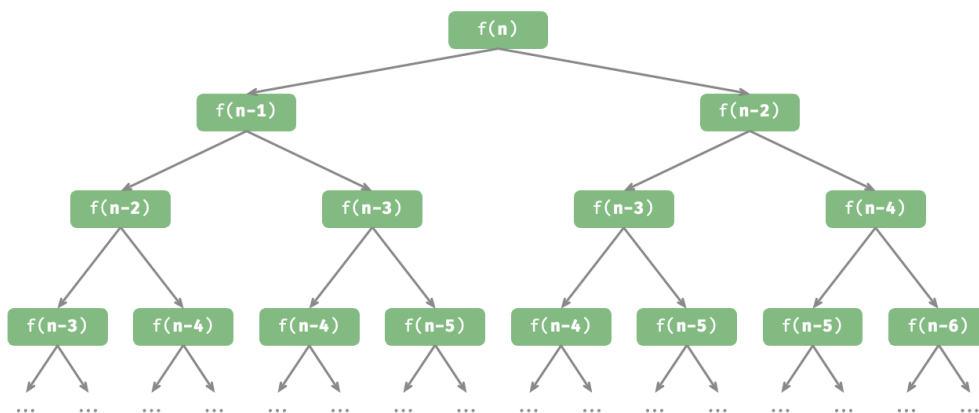 f(n)
f(n-1) f(n-2)
f(n-2) f(n-3) f(n-3) f(n-4)
f(n-3) f(n-4) f(n-4) f(n-5) f(n-4) f(n-5) f(n-5) f(n-6)
... ... ... ... ... ... ... ... ... ... ... ... ... ... ... ...